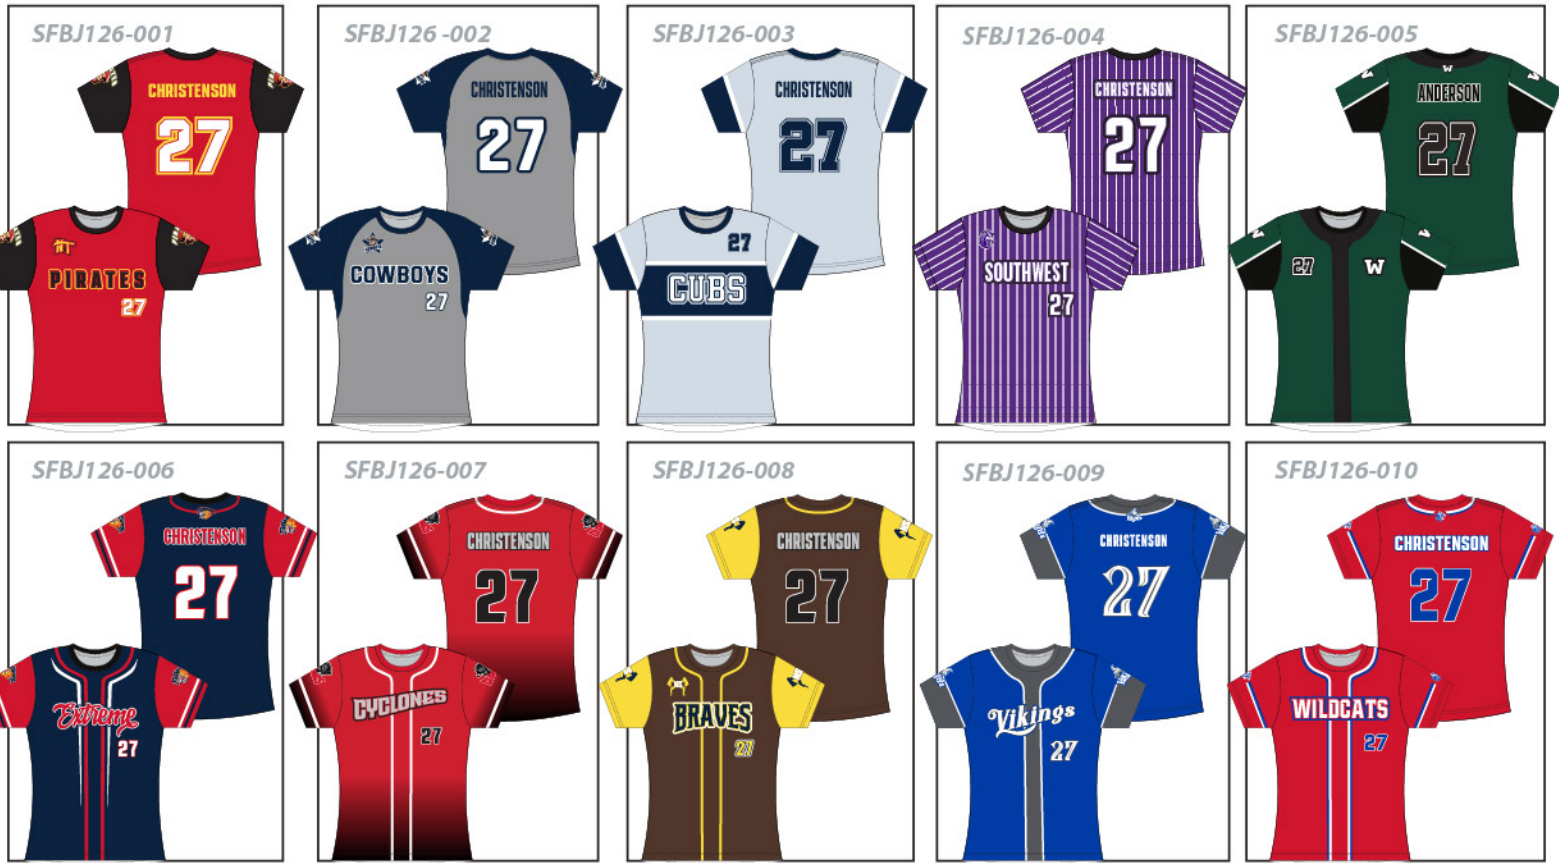 SFBJ126-001
CHRISTENSON
27
PIRATES
27
SFBJ126 -002
CHRISTENSON
27
COWBOYS
27
SFBJ126-003
CHRISTENSON
27
27
CUBS
SFBJ126-004
CHRISTENSON
27
SOUTHWEST
27
SFBJ126-005
W
W
W
ANDERSON
27
W
27
W
SFBJ126-006
CHRISTENSON
27
Extreme
27
SFBJ126-007
CHRISTENSON
27
CYCLONES
27
SFBJ126-008
CHRISTENSON
27
BRAVES
27
SFBJ126-009
CHRISTENSON
27
Vikings
27
SFBJ126-010
CHRISTENSON
27
WILDCATS
27